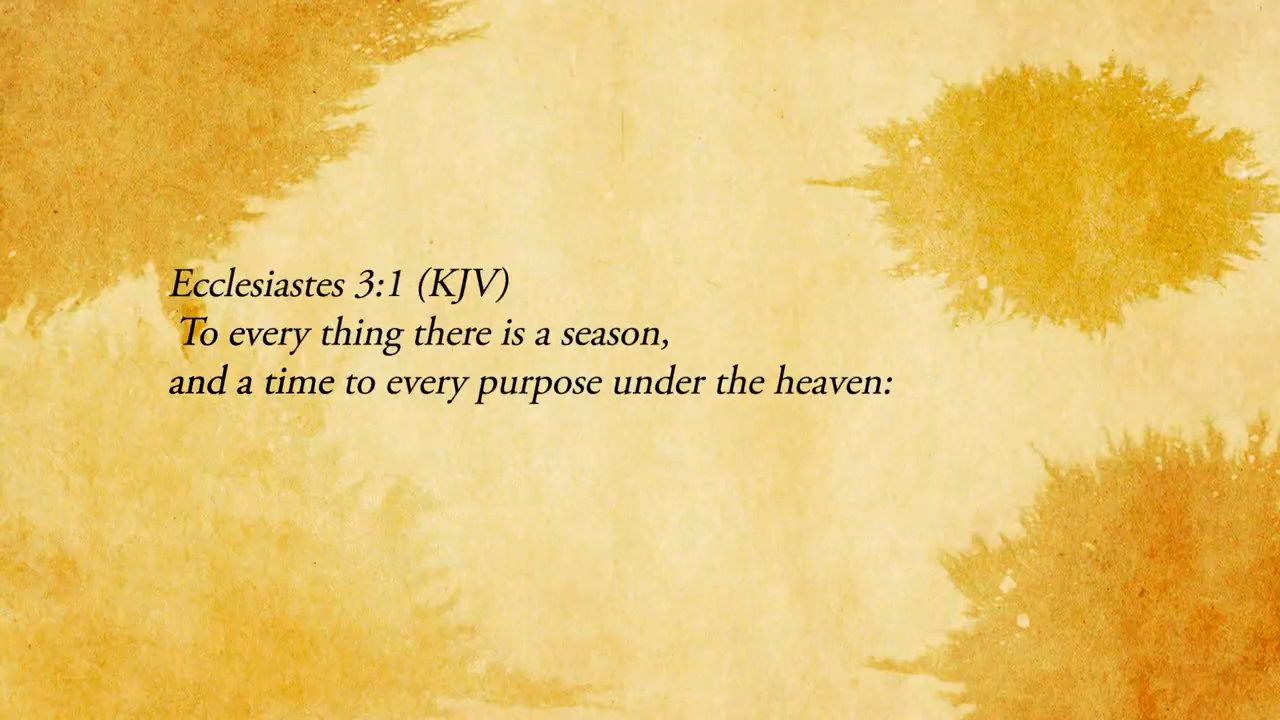 Ecclesiastes 3:1 (KJV)
To every thing there is a season,
and a time to every purpose under the heaven: